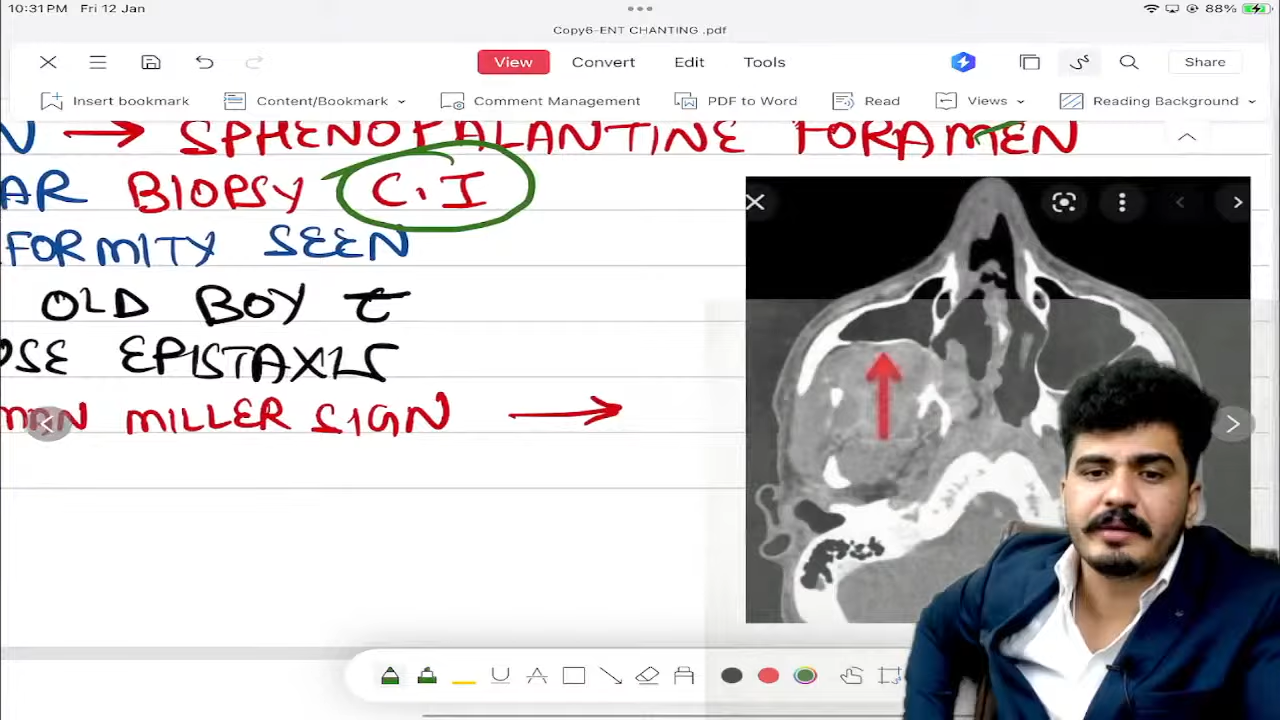 10:31PM Fri 12 Jan 88%
Copy6-ENT CHANTING .pdf
View Convert Edit Tools Share
Insert bookmark Content/Bookmark Comment Management PDF to Word Read Views Reading Background
N → SPHENOPALANTINE FORAMEN
AR BIOPSY C.I
FORMITY SEEN
OLD BOY
OSE EPISTAXIS
MAN MILLER SIGN →